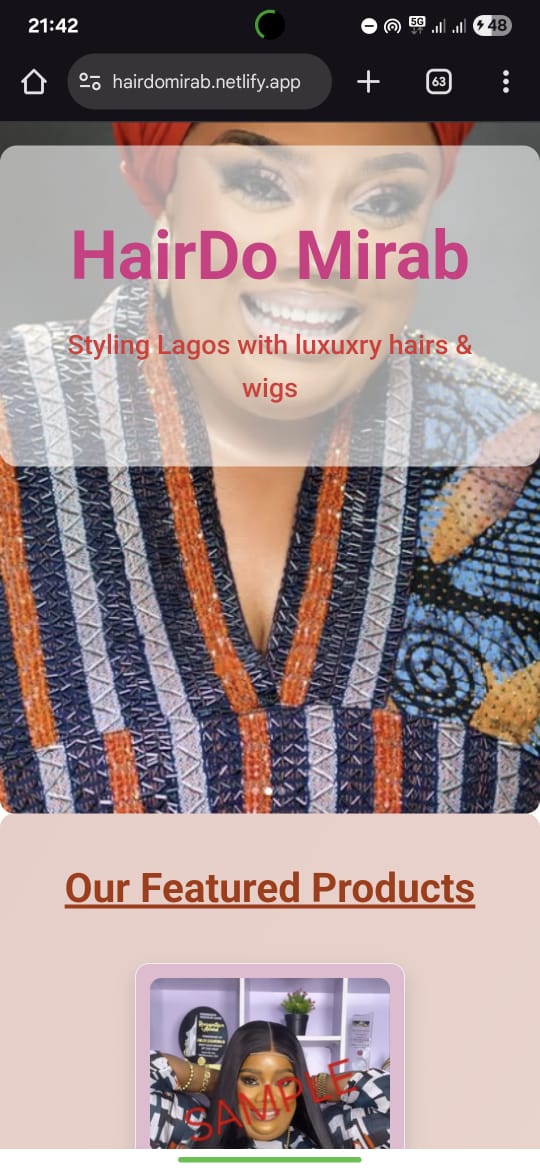 21:42
5G
48
hairdomirab.netlify.app
63
HairDo Mirab
Styling Lagos with luxuxry hairs &
wigs
Our Featured Products
SAMPLE